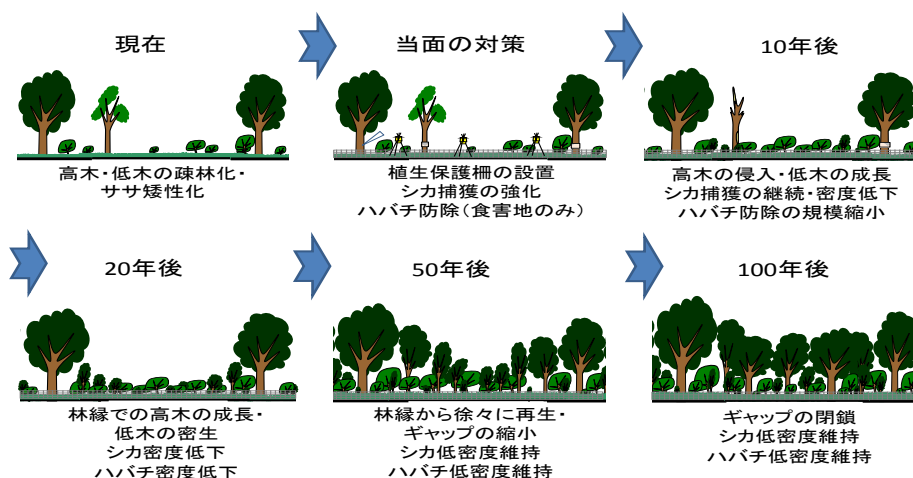 現在
高木・低木の疎林化・
ササ矮性化
当面の対策
植生保護柵の設置
シカ捕獲の強化
ハバチ防除(食害地のみ)
10年後
高木の侵入・低木の成長
シカ捕獲の継続・密度低下
ハバチ防除の規模縮小
20年後
林縁での高木の成長・
低木の密生
シカ密度低下
ハバチ密度低下
50年後
林縁から徐々に再生・
ギャップの縮小
シカ低密度維持
ハバチ低密度維持
100年後
ギャップの閉鎖
シカ低密度維持
ハバチ低密度維持